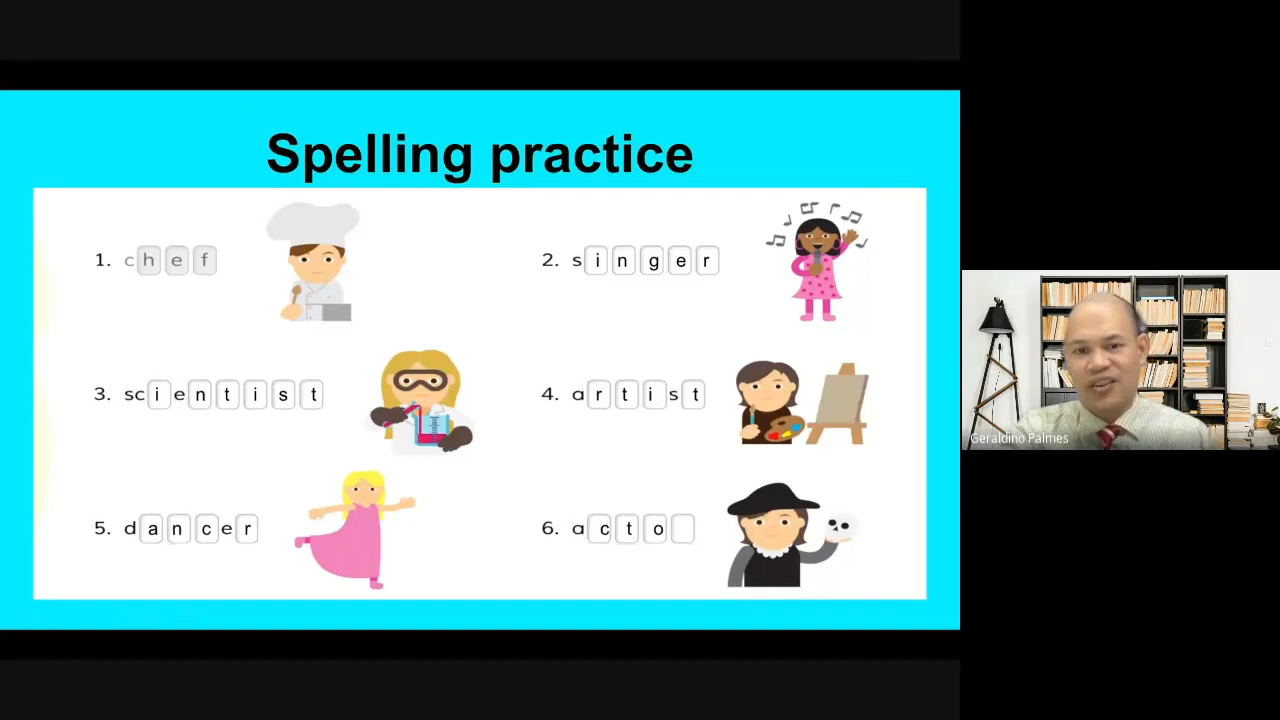 Spelling practice
1. chef
2. singer
3. scientist
4. artist
5. dancer
6. acto
Geraldino Palmes